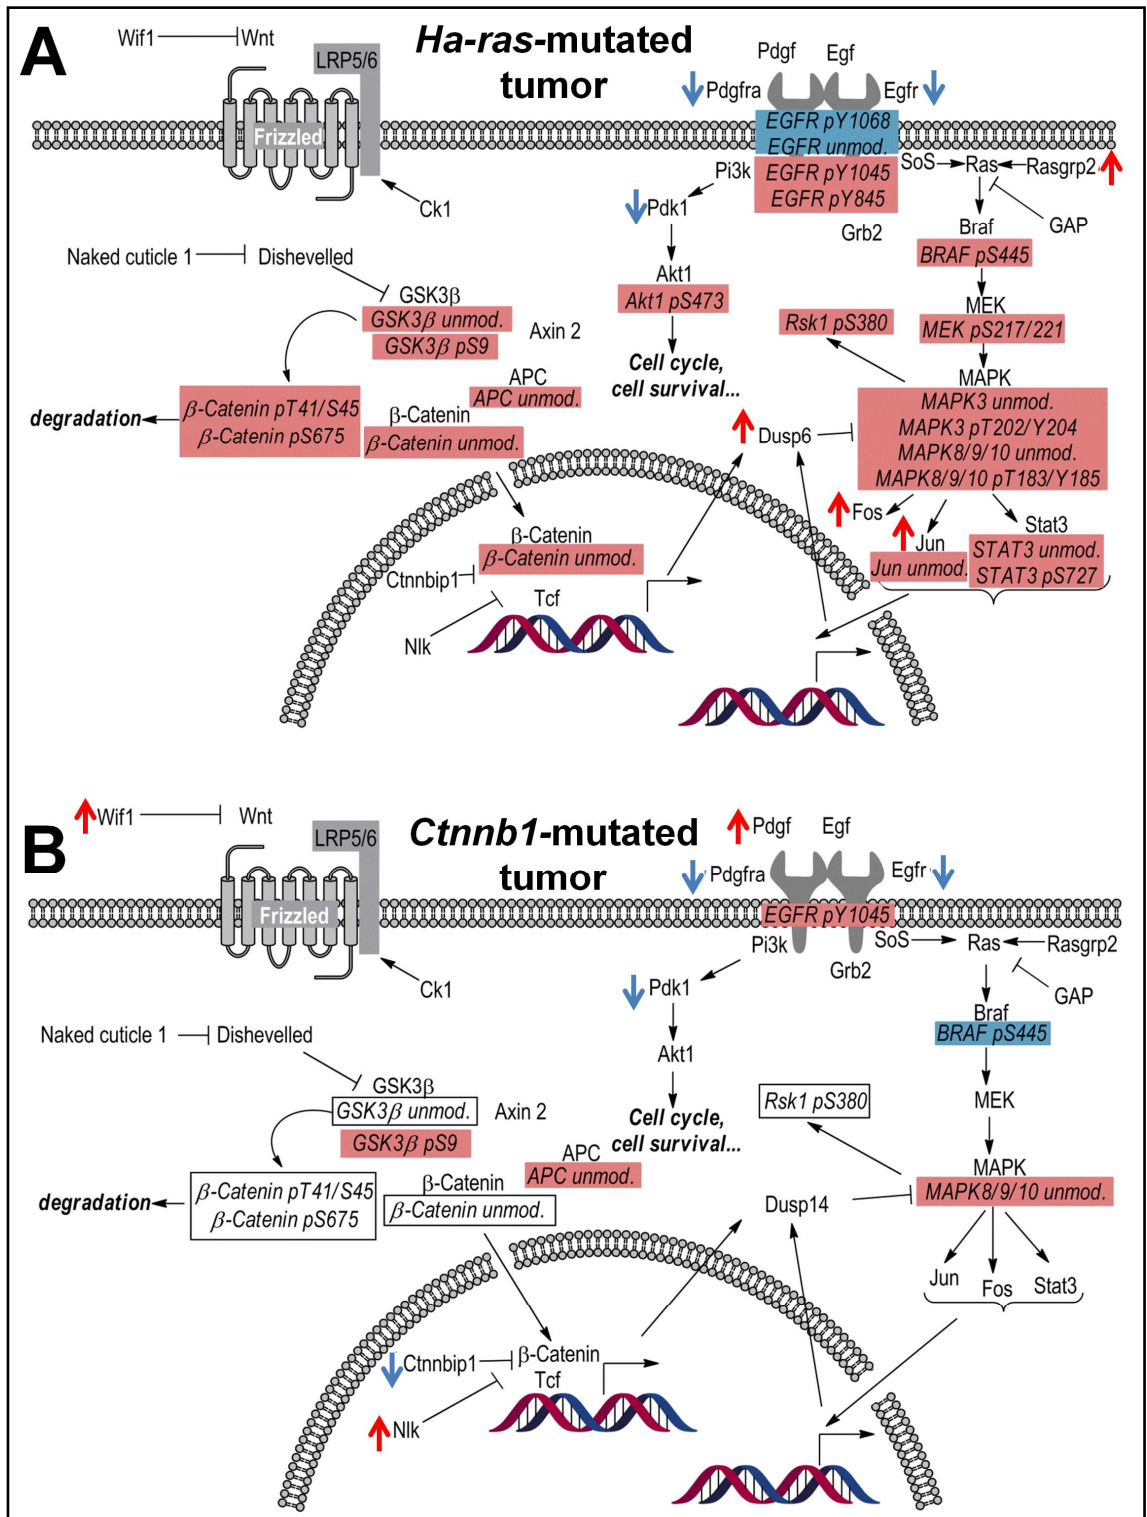 A
Wif1
Wnt
LRP5/6
Ha-ras-mutated
tumor
Pdgf
Egf
Pdgfra
Egfr
Frizzled
EGFR pY1068
EGFR unmod.
EGFR pY1045
EGFR pY845
Pi3k
SoS
Ras
Rasgrp2
Ck1
Pdk1
Grb2
GAP
Braf
BRAF pS445
Naked cuticle 1
Dishevelled
Akt1
Akt1 pS473
GSK3β
GSK3β unmod.
GSK3β pS9
Axin 2
MEK
MEK pS217/221
Rsk1 pS380
Cell cycle,
cell survival...
APC
APC unmod.
MAPK
MAPK3 unmod.
MAPK3 pT202/Y204
MAPK8/9/10 unmod.
MAPK8/9/10 pT183/Y185
degradation
β-Catenin pT41/S45
β-Catenin pS675
β-Catenin
β-Catenin unmod.
Dusp6
Fos
Jun
Jun unmod.
Stat3
STAT3 unmod.
STAT3 pS727
β-Catenin
β-Catenin unmod.
Ctnnbip1
Tcf
Nlk
B
Wif1
Wnt
LRP5/6
Ctnnb1-mutated
tumor
Pdgf
Egf
Pdgfra
Egfr
Frizzled
EGFR pY1045
Pi3k
SoS
Ras
Rasgrp2
Grb2
Ck1
Pdk1
GAP
Braf
BRAF pS445
Naked cuticle 1
Dishevelled
Akt1
GSK3β
GSK3β unmod.
GSK3β pS9
Axin 2
MEK
Rsk1 pS380
Cell cycle,
cell survival...
APC
APC unmod.
MAPK
MAPK8/9/10 unmod.
degradation
β-Catenin pT41/S45
β-Catenin pS675
β-Catenin
β-Catenin unmod.
Dusp14
Jun
Fos
Stat3
Ctnnbip1
β-Catenin
Tcf
Nlk